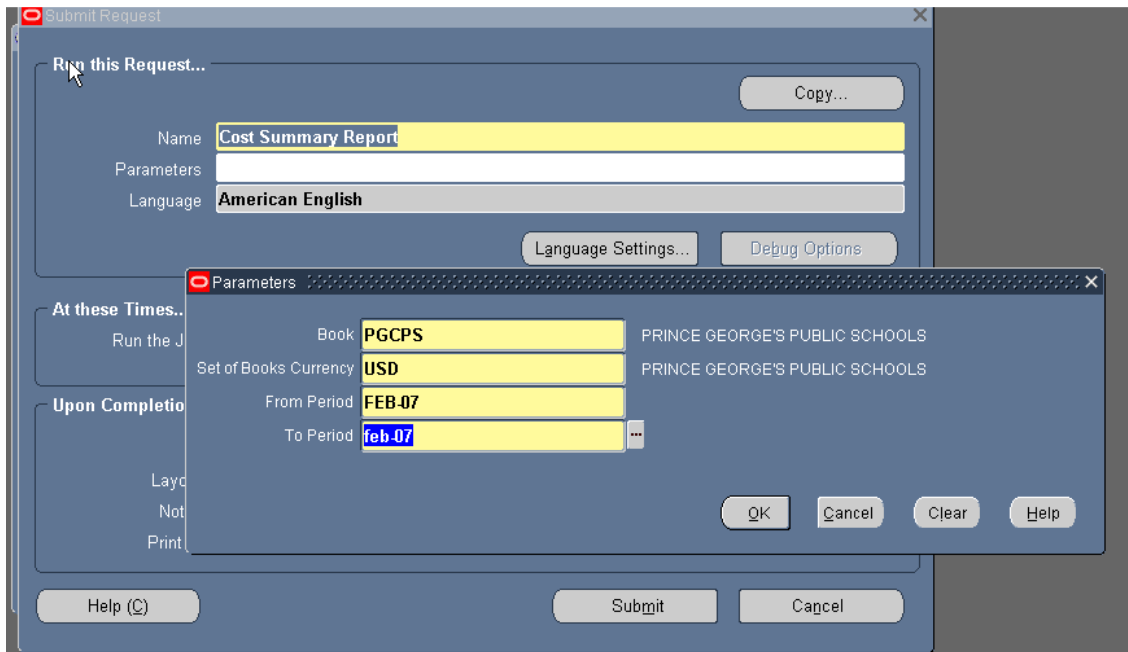 Submit Request
Run this Request...
Copy...
Name Cost Summary Report
Parameters
Language American English
Language Settings... Debug Options
Parameters
At these Times..
Book PGCPS PRINCE GEORGE'S PUBLIC SCHOOLS
Run the J
Set of Books Currency USD PRINCE GEORGE'S PUBLIC SCHOOLS
Upon Completio
From Period FEB-07
To Period feb-07 ...
Layo
Not
OK Cancel Clear Help
Print
Help (C) Submit Cancel